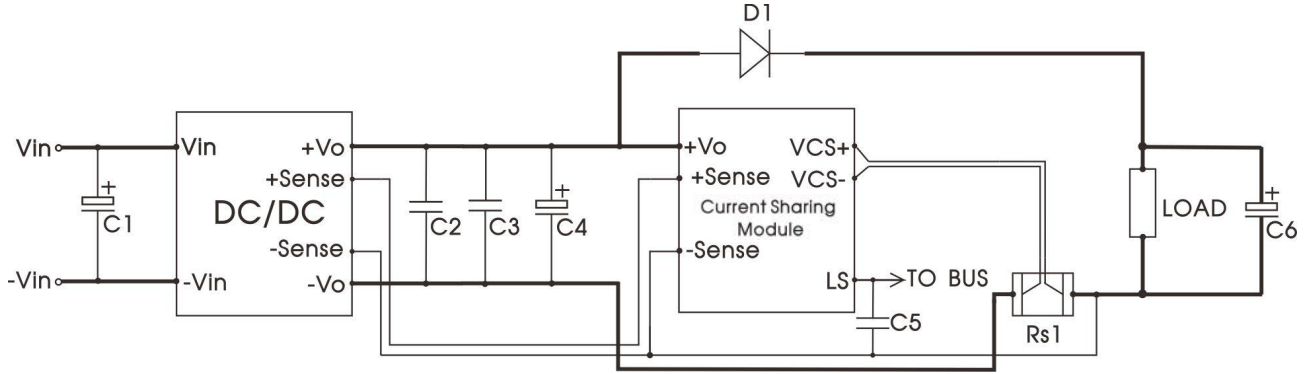 D1
Vin
-Vin
C1
Vin
-Vin
DC/DC
+Vo
+Sense
-Sense
-Vo
C2
C3
C4
+Vo
+Sense
Current Sharing
Module
-Sense
VCS+
VCS-
LS
TO BUS
C5
Rs1
LOAD
C6
+
+
+